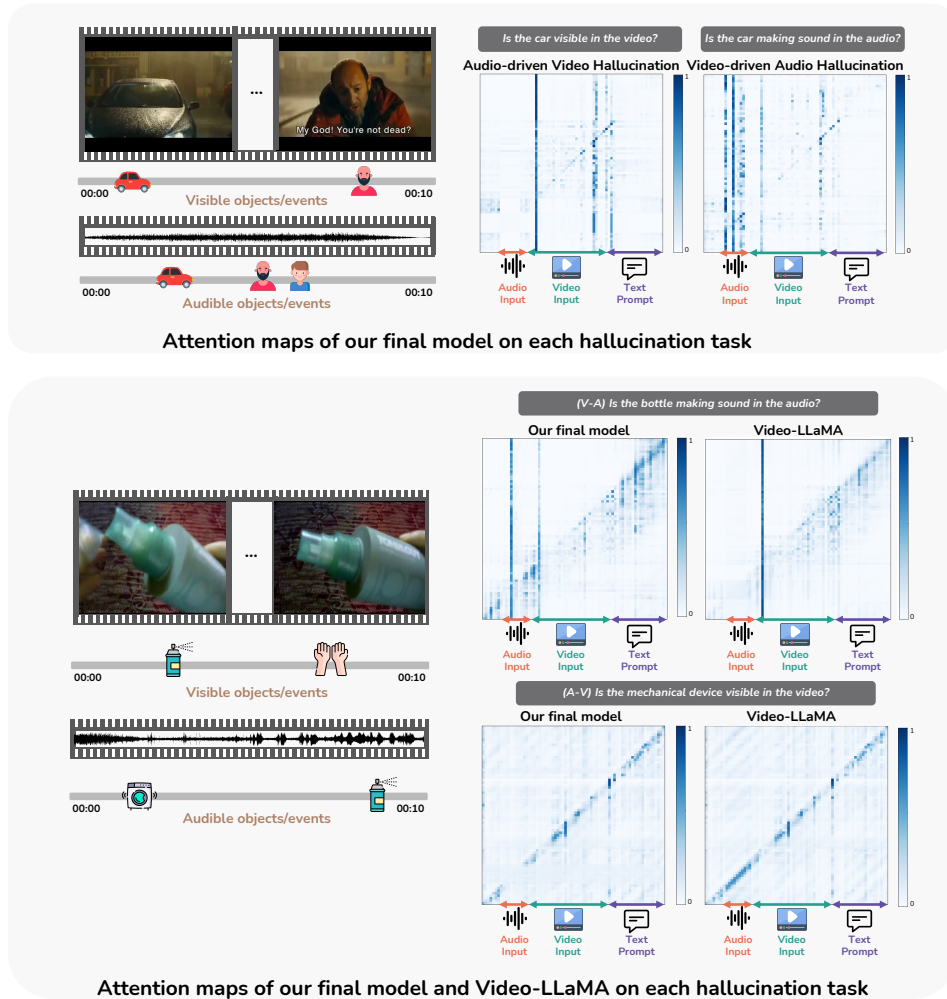 Is the car visible in the video?
Is the car making sound in the audio?
Audio-driven Video Hallucination
Video-driven Audio Hallucination
...
My God! You're not dead?
00:00
00:10
Visible objects/events
00:00
00:10
Audible objects/events
1
0
1
0
Audio
Input
Video
Input
Text
Prompt
Audio
Input
Video
Input
Text
Prompt
Attention maps of our final model on each hallucination task
(V-A) Is the bottle making sound in the audio?
Our final model
Video-LLaMA
1
0
1
0
Audio
Input
Video
Input
Text
Prompt
Audio
Input
Video
Input
Text
Prompt
...
00:00
00:10
Visible objects/events
00:00
00:10
Audible objects/events
(A-V) Is the mechanical device visible in the video?
Our final model
Video-LLaMA
1
0
1
0
Audio
Input
Video
Input
Text
Prompt
Audio
Input
Video
Input
Text
Prompt
Attention maps of our final model and Video-LLaMA on each hallucination task